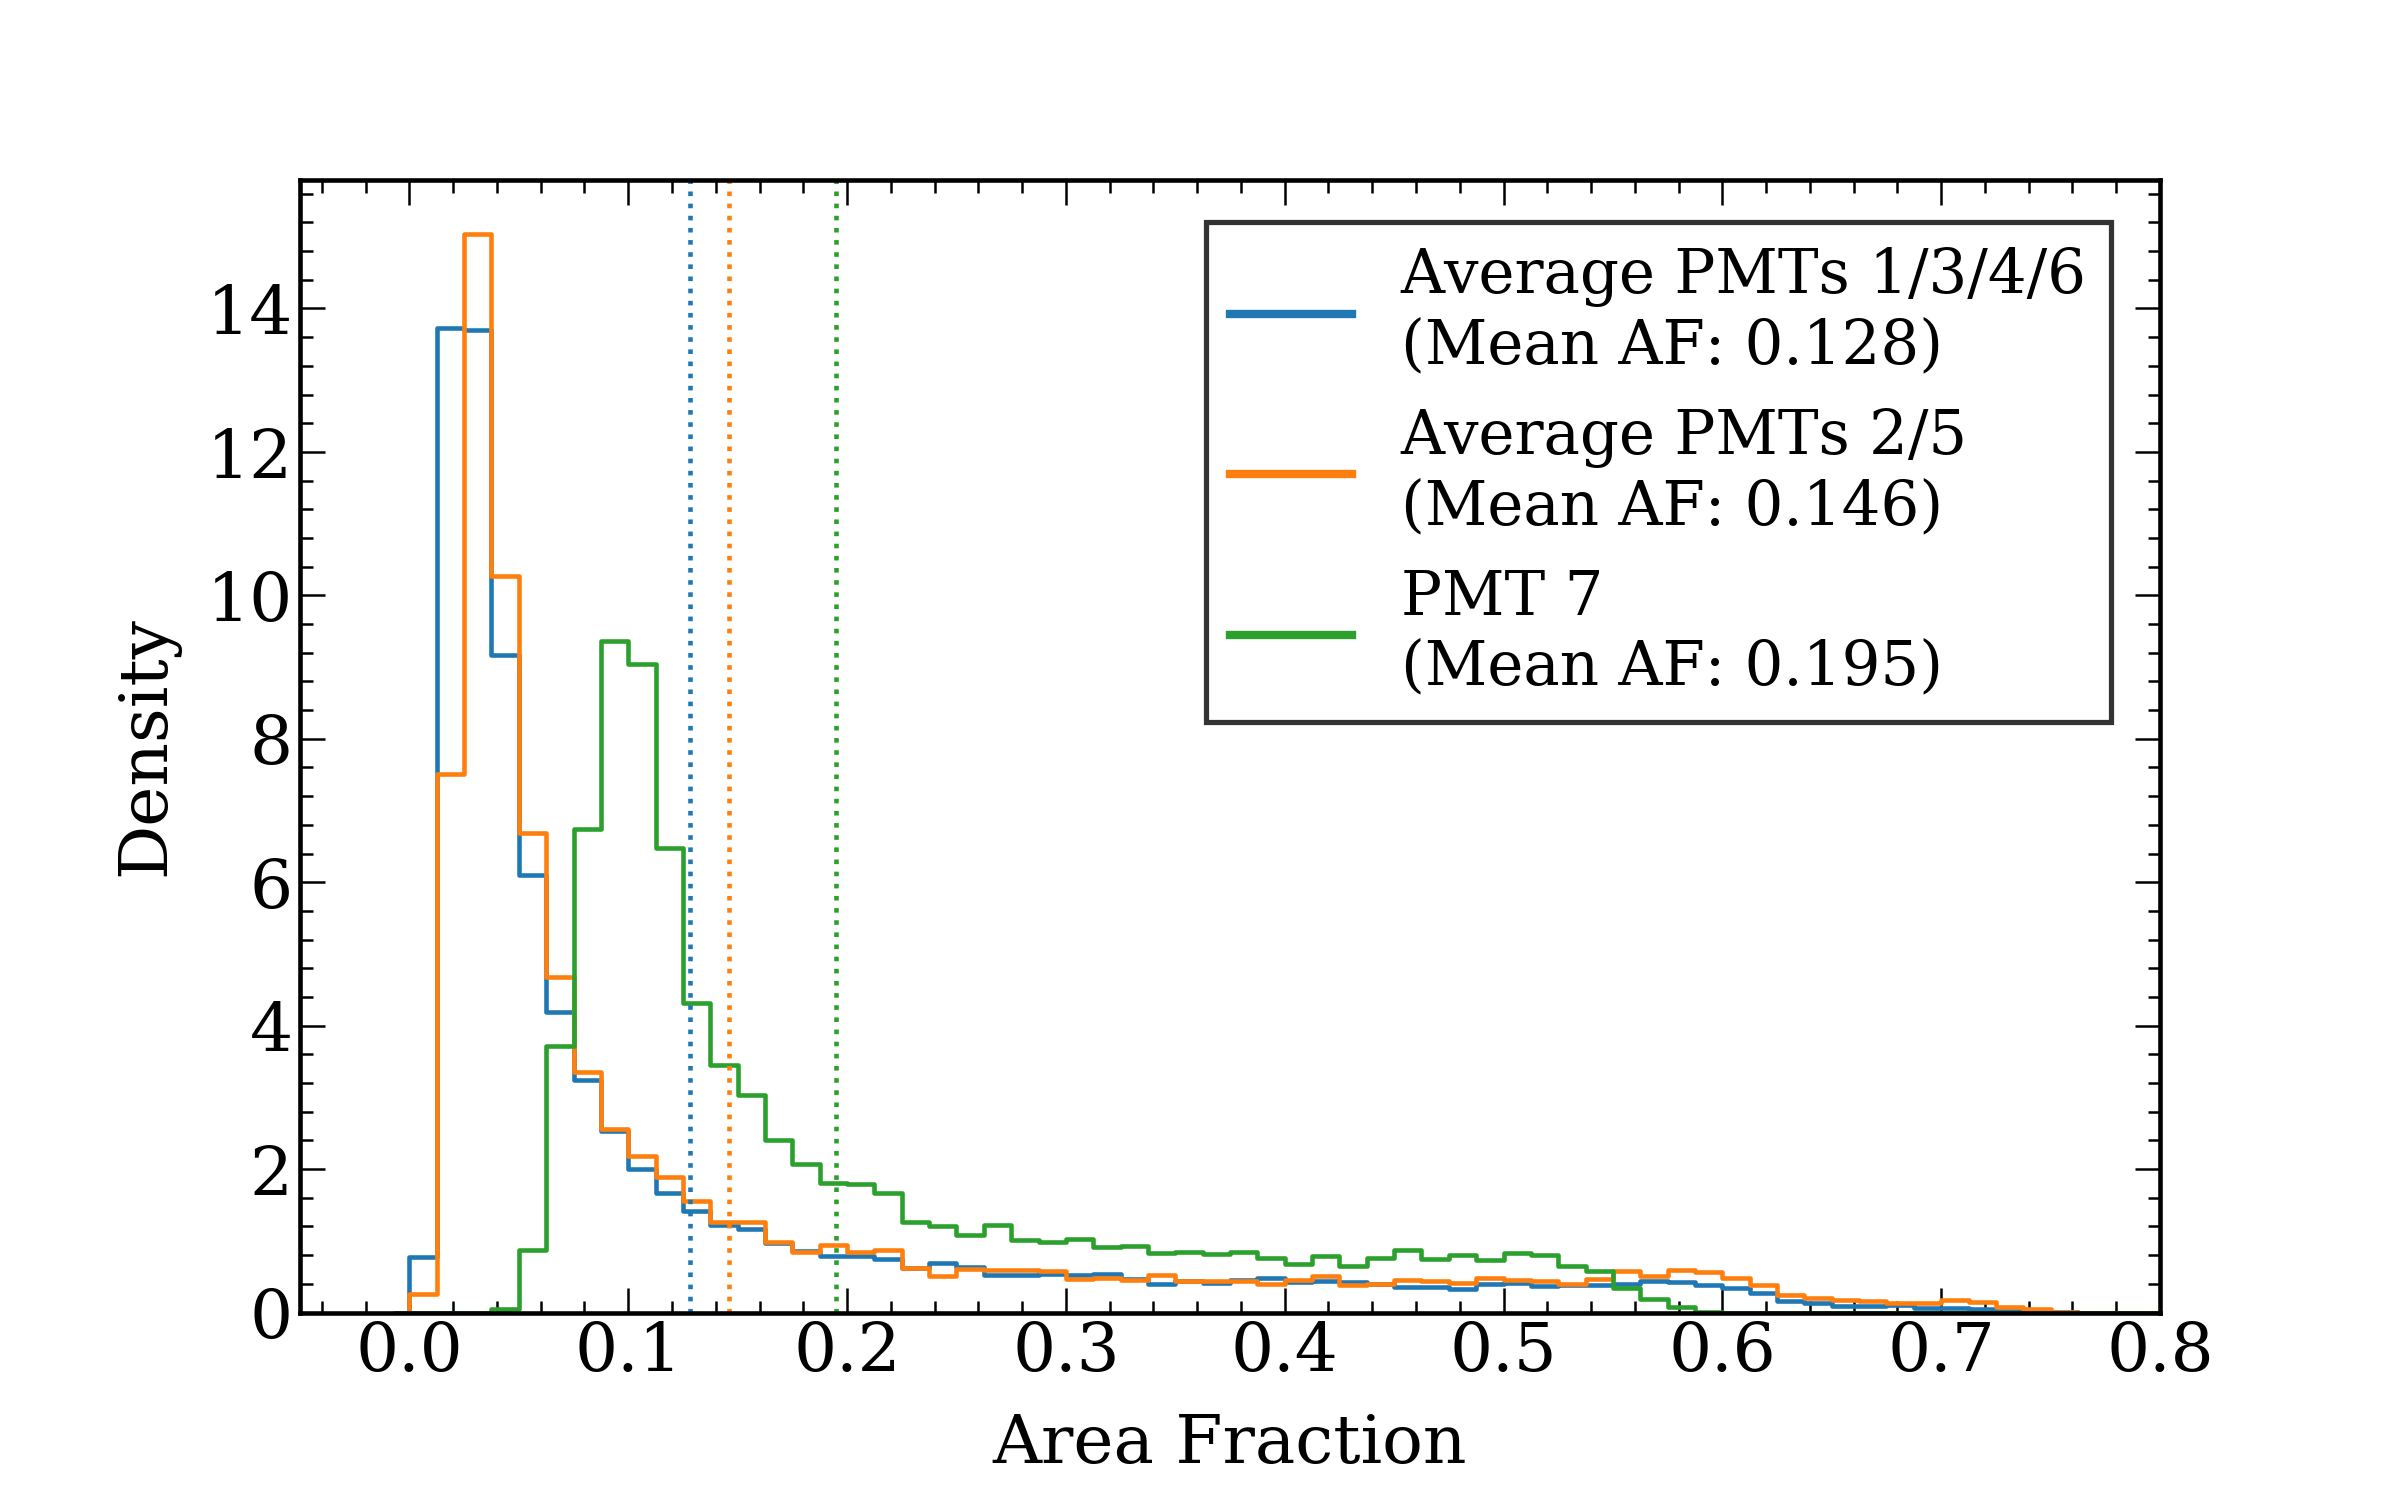 Average PMTs 1/3/4/6
(Mean AF: 0.128)
Average PMTs 2/5
(Mean AF: 0.146)
PMT 7
(Mean AF: 0.195)
14
12
10
8
6
4
2
0
Density
0.0 0.1 0.2 0.3 0.4 0.5 0.6 0.7 0.8
Area Fraction